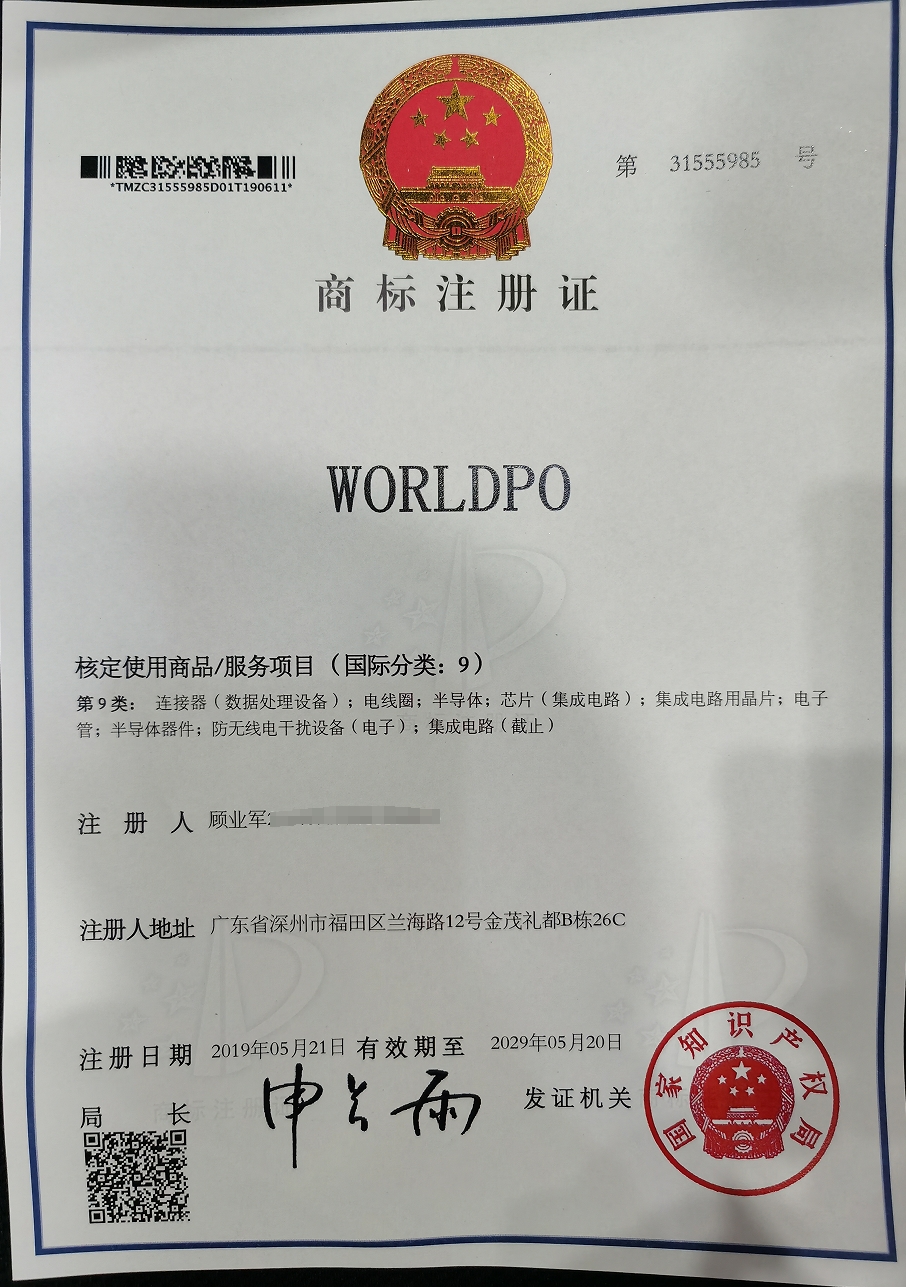 *TMZC31555985D01T190611*
第 31555985 号
商标注册证
WORLDPO
核定使用商品/服务项目（国际分类：9）
第9类： 连接器（数据处理设备）；电线圈；半导体；芯片（集成电路）；集成电路用晶片；电子
管；半导体器件；防无线电干扰设备（电子）；集成电路（截止）
注册人 顾业军
注册人地址 广东省深州市福田区兰海路12号金茂礼都B栋26C
注册日期 2019年05月21日 有效期至 2029年05月20日
局长 申长雨 发证机关
国家知识产权局